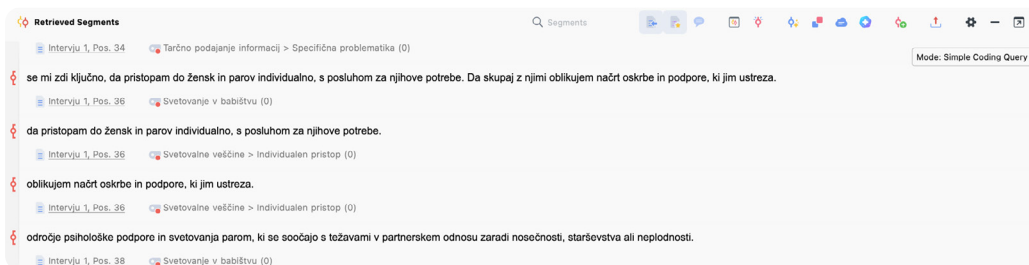 Retrieved Segments
Segments
Intervju 1, Pos. 34 Tarčno podajanje informacij > Specifična problematika (0)
Mode: Simple Coding Query
se mi zdi ključno, da pristopam do žensk in parov individualno, s posluhom za njihove potrebe. Da skupaj z njimi oblikujem načrt oskrbe in podpore, ki jim ustreza.
Intervju 1, Pos. 36 Svetovanje v babištvu (0)
da pristopam do žensk in parov individualno, s posluhom za njihove potrebe.
Intervju 1, Pos. 36 Svetovalne veščine > Individualen pristop (0)
oblikujem načrt oskrbe in podpore, ki jim ustreza.
Intervju 1, Pos. 36 Svetovalne veščine > Individualen pristop (0)
področje psihološke podpore in svetovanja parom, ki se soočajo s težavami v partnerskem odnosu zaradi nosečnosti, starševstva ali neplodnosti.
Intervju 1, Pos. 38 Svetovanje v babištvu (0)